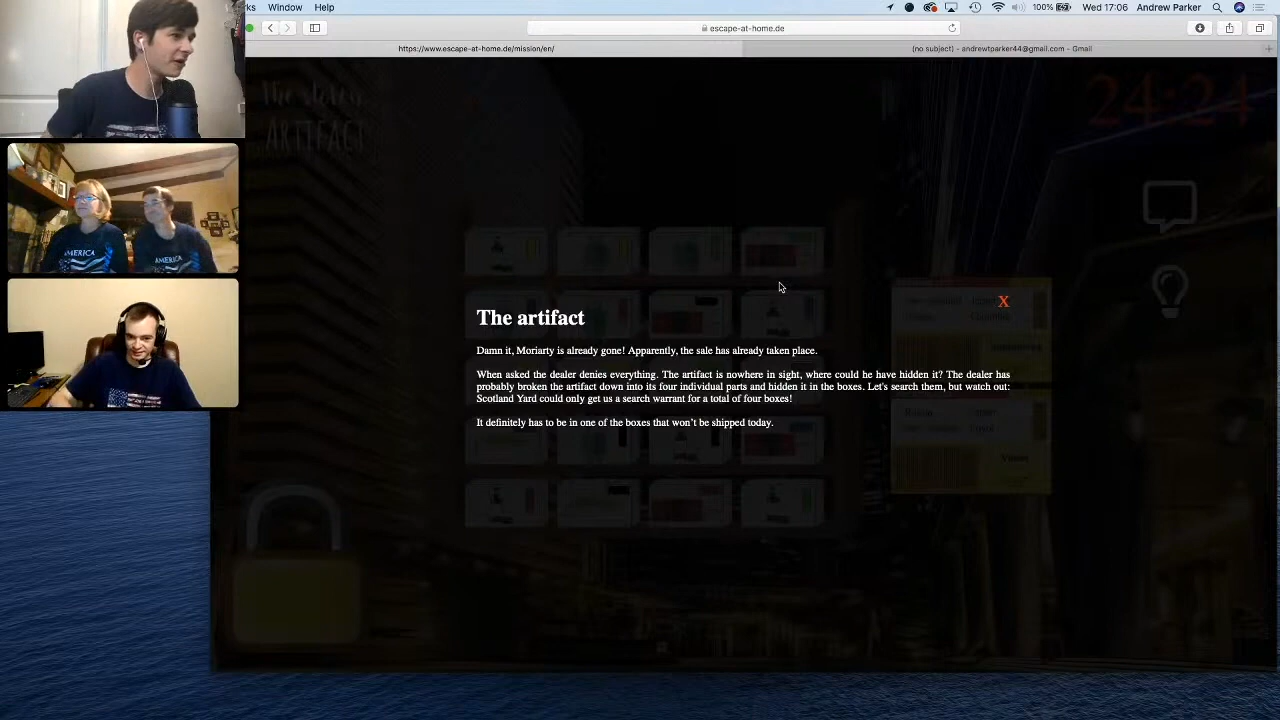 ks Window Help
100% Wed 17:06 Andrew Parker
escape-at-home.de
https://www.escape-at-home.de/mission/en/
(no subject) - andrewtparker44@gmail.com - Gmail
The stolen
ARTIFACT
24:24
X
The artifact
Damn it, Moriarty is already gone! Apparently, the sale has already taken place.
When asked the dealer denies everything. The artifact is nowhere in sight, where could he have hidden it? The dealer has
probably broken the artifact down into its four individual parts and hidden it in the boxes. Let's search them, but watch out:
Scotland Yard could only get us a search warrant for a total of four boxes!
It definitely has to be in one of the boxes that won't be shipped today.
AMERICA
AMERICA